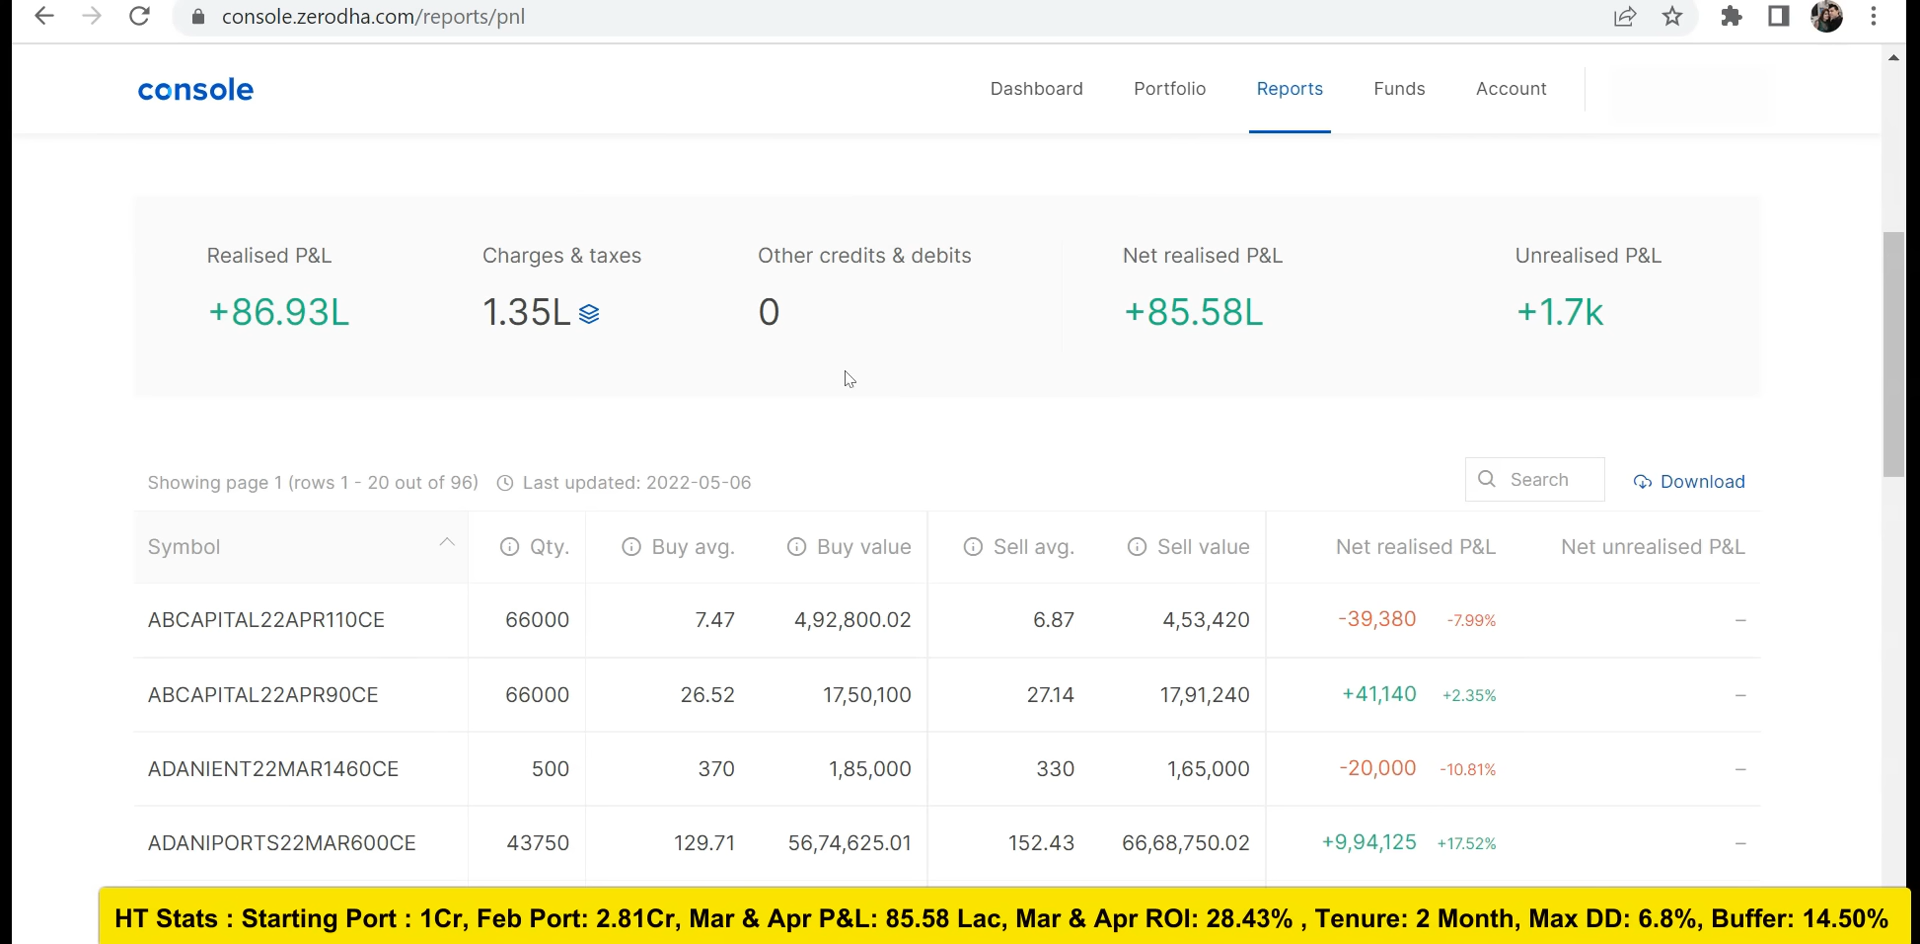 console.zerodha.com/reports/pnl
console
Dashboard Portfolio Reports Funds Account
Realised P&L Charges & taxes Other credits & debits Net realised P&L Unrealised P&L
+86.93L 1.35L 0 +85.58L +1.7k
Showing page 1 (rows 1 - 20 out of 96) Last updated: 2022-05-06 Search Download
Symbol Qty. Buy avg. Buy value Sell avg. Sell value Net realised P&L Net unrealised P&L
ABCAPITAL22APR110CE 66000 7.47 4,92,800.02 6.87 4,53,420 -39,380 -7.99% –
ABCAPITAL22APR90CE 66000 26.52 17,50,100 27.14 17,91,240 +41,140 +2.35% –
ADANIENT22MAR1460CE 500 370 1,85,000 330 1,65,000 -20,000 -10.81% –
ADANIPORTS22MAR600CE 43750 129.71 56,74,625.01 152.43 66,68,750.02 +9,94,125 +17.52% –
HT Stats : Starting Port : 1Cr, Feb Port: 2.81Cr, Mar & Apr P&L: 85.58 Lac, Mar & Apr ROI: 28.43% , Tenure: 2 Month, Max DD: 6.8%, Buffer: 14.50%